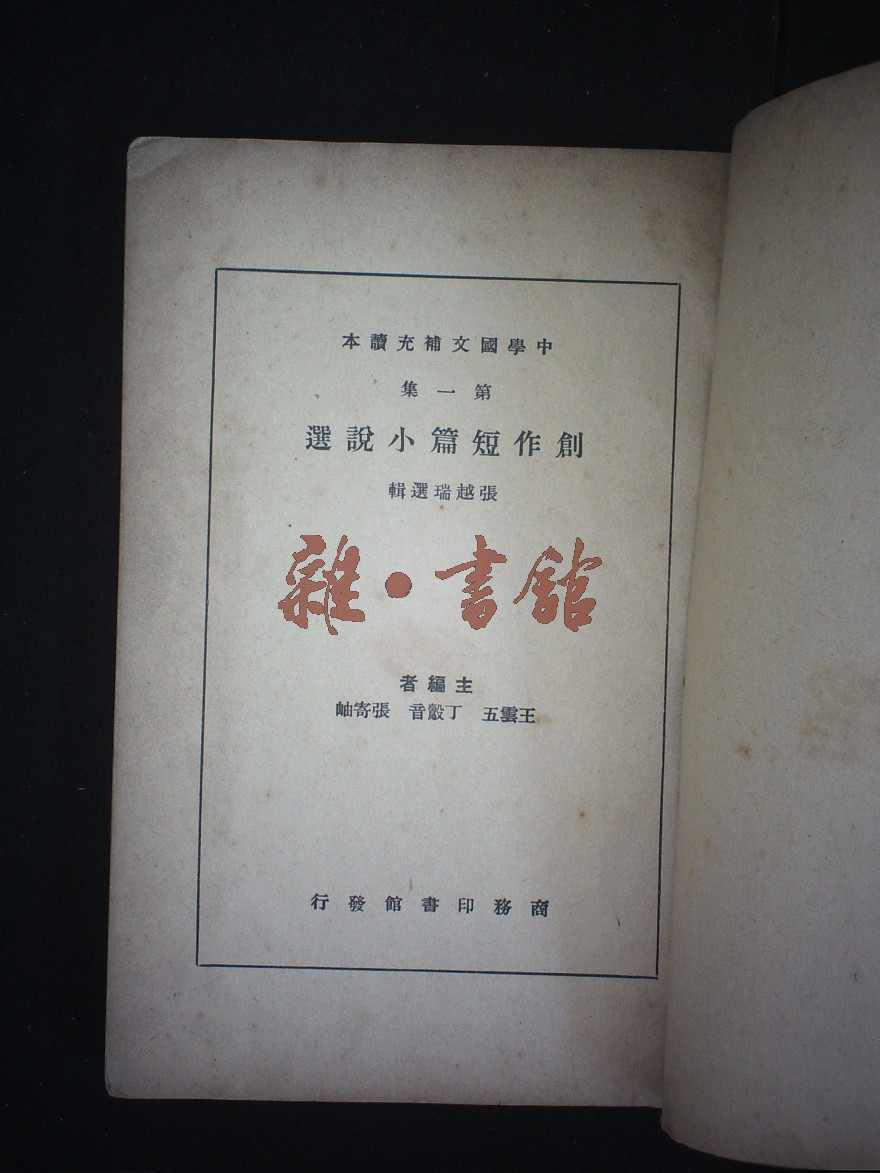 中學國文補充讀本
第一集
創作短篇小說選
張越瑞選輯
雜•書館
主編者
王雲五 丁鷇音 張寄岫
商務印書館發行